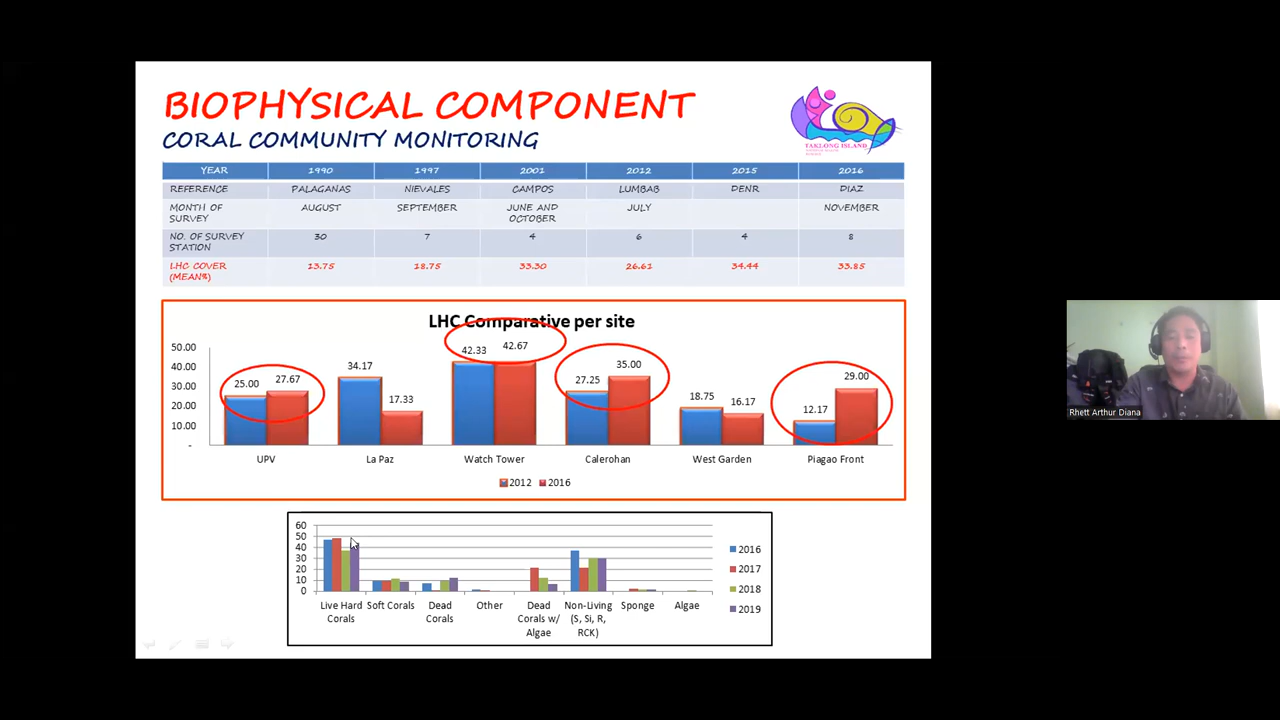 BIOPHYSICAL COMPONENT
CORAL COMMUNITY MONITORING
TAKLONG ISLAND
YEAR 1990 1997 2001 2012 2015 2016
REFERENCE PALAGANAS NIEVALES CAMPOS LUMBAB DENR DIAZ
MONTH OF SURVEY AUGUST SEPTEMBER JUNE AND OCTOBER JULY NOVEMBER
NO. OF SURVEY STATION 30 7 4 6 4 8
LHC COVER (MEAN%) 13.75 18.75 33.30 26.61 34.44 33.85
LHC Comparative per site
50.00
40.00
30.00
20.00
10.00
-
25.00 27.67 34.17 17.33 42.33 42.67 27.25 35.00 18.75 16.17 12.17 29.00
UPV La Paz Watch Tower Calerohan West Garden Piagao Front
2012 2016
60
50
40
30
20
10
0
Live Hard Corals Soft Corals Dead Corals Other Dead Corals w/ Algae Non-Living (S, Si, R, RCK) Sponge Algae
2016
2017
2018
2019
Rhett Arthur Diana